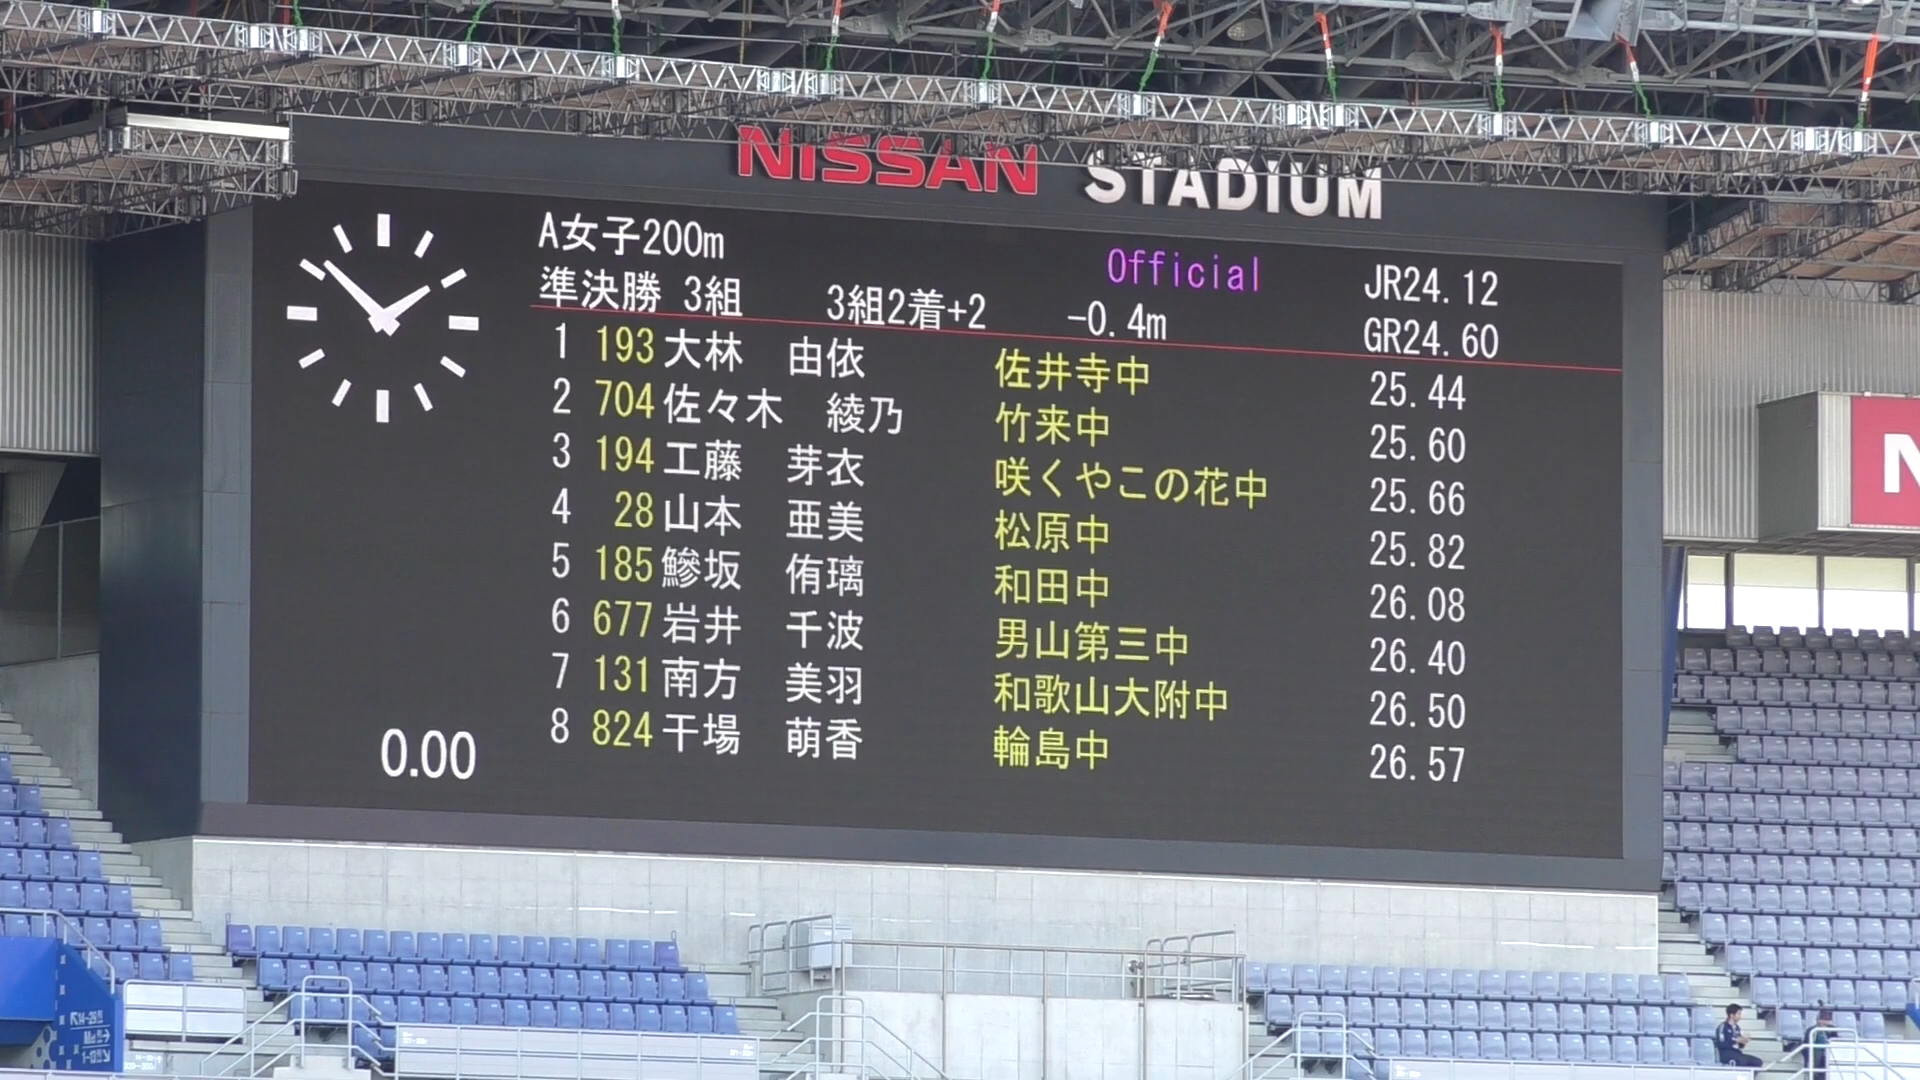 NISSAN STADIUM
A女子200m
Official JR24.12
準決勝 3組 3組2着+2 -0.4m GR24.60
1 193 大林 由依 佐井寺中 25.44
2 704 佐々木 綾乃 竹来中 25.60
3 194 工藤 芽衣 咲くやこの花中 25.66
4 28 山本 亜美 松原中 25.82
5 185 鰺坂 侑璃 和田中 26.08
6 677 岩井 千波 男山第三中 26.40
7 131 南方 美羽 和歌山大附中 26.50
8 824 干場 萌香 輪島中 26.57
0.00
N